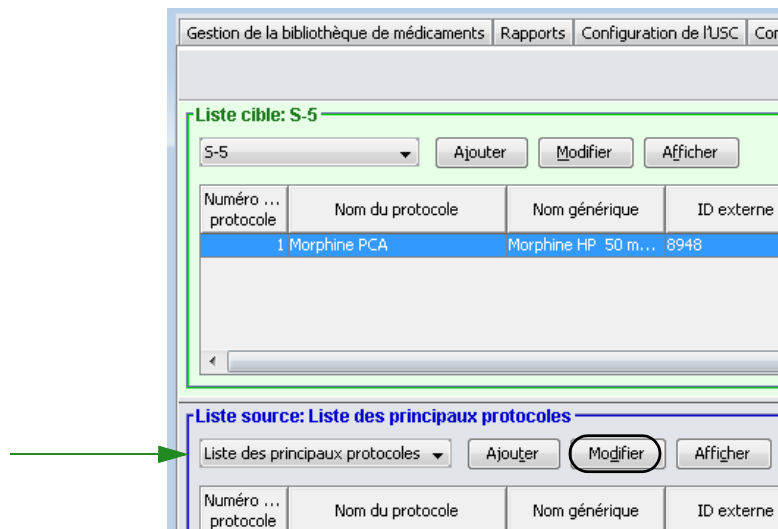 Gestion de la bibliothèque de médicaments Rapports Configuration de l'USC Con
Liste cible: S-5
S-5 Ajouter Modifier Afficher
Numéro ... Nom du protocole Nom générique ID externe
protocole
1 Morphine PCA Morphine HP 50 m... 8948
Liste source: Liste des principaux protocoles
Liste des principaux protocoles Ajouter Modifier Afficher
Numéro ... Nom du protocole Nom générique ID externe
protocole